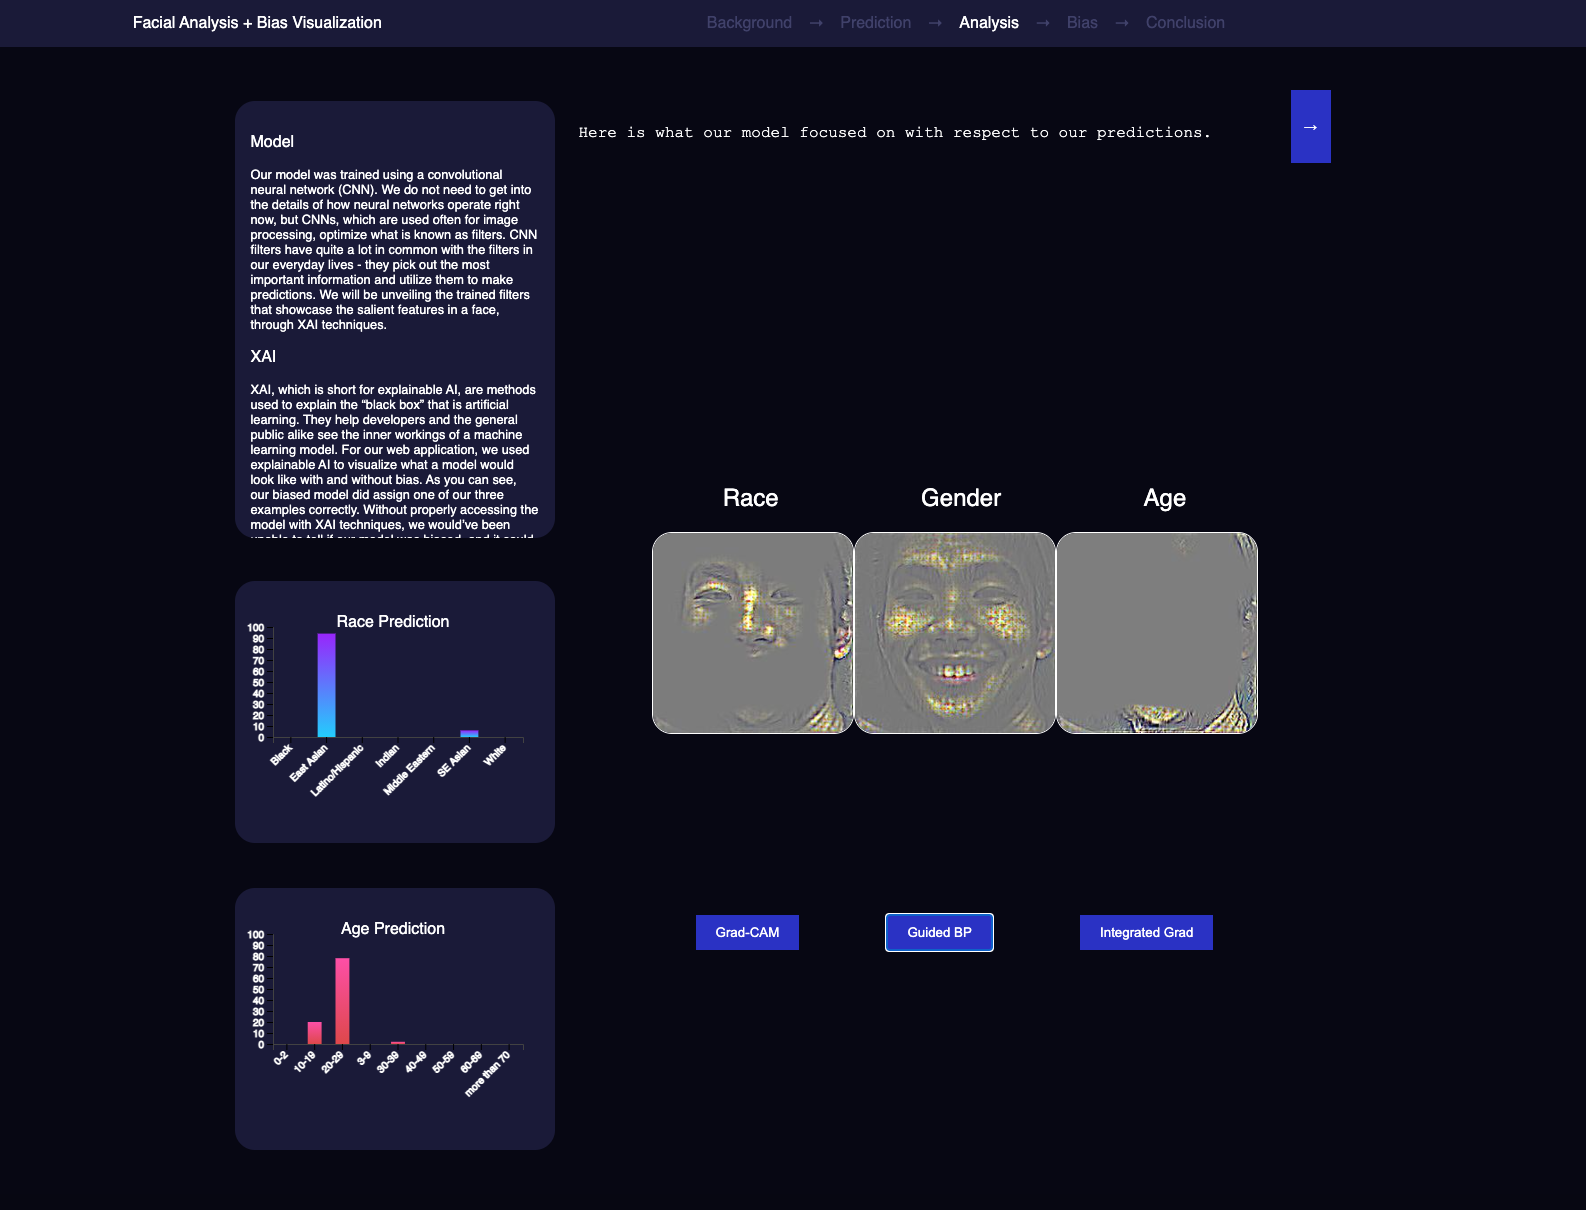 Facial Analysis + Bias Visualization
Background → Prediction → Analysis → Bias → Conclusion
Model
Our model was trained using a convolutional
neural network (CNN). We do not need to get into
the details of how neural networks operate right
now, but CNNs, which are used often for image
processing, optimize what is known as filters. CNN
filters have quite a lot in common with the filters in
our everyday lives - they pick out the most
important information and utilize them to make
predictions. We will be unveiling the trained filters
that showcase the salient features in a face,
through XAI techniques.
XAI
XAI, which is short for explainable AI, are methods
used to explain the “black box” that is artificial
learning. They help developers and the general
public alike see the inner workings of a machine
learning model. For our web application, we used
explainable AI to visualize what a model would
look like with and without bias. As you can see,
our biased model did assign one of our three
examples correctly. Without properly accessing the
model with XAI techniques, we would've been
unable to tell if our model was biased, and it could
Race Prediction
100
90
80
70
60
50
40
30
20
10
0
Black
East Asian
Latino/Hispanic
Indian
Middle Eastern
SE Asian
White
Age Prediction
100
90
80
70
60
50
40
30
20
10
0
0-2
10-19
20-29
3-9
30-39
40-49
50-59
60-69
more than 70
Here is what our model focused on with respect to our predictions.
→
Race
Gender
Age
Grad-CAM
Guided BP
Integrated Grad